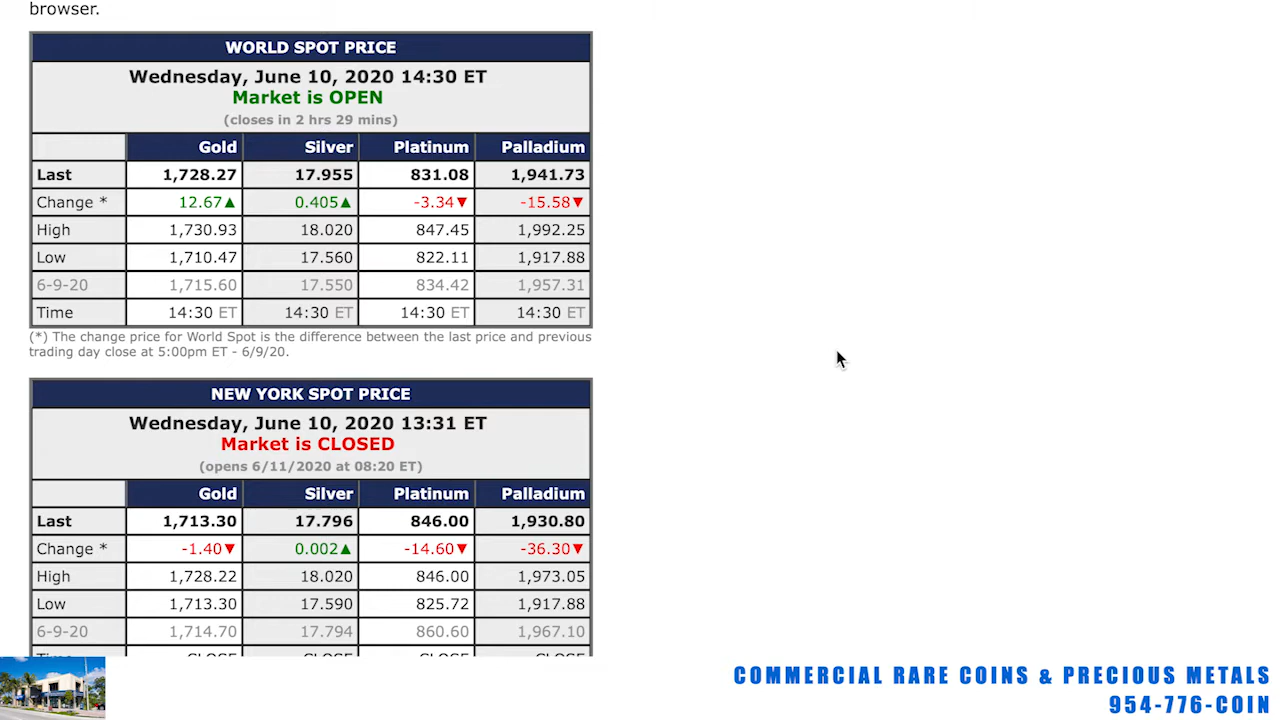 browser.
WORLD SPOT PRICE
Wednesday, June 10, 2020 14:30 ET
Market is OPEN
(closes in 2 hrs 29 mins)
Gold Silver Platinum Palladium
Last 1,728.27 17.955 831.08 1,941.73
Change * 12.67▲ 0.405▲ -3.34▼ -15.58▼
High 1,730.93 18.020 847.45 1,992.25
Low 1,710.47 17.560 822.11 1,917.88
6-9-20 1,715.60 17.550 834.42 1,957.31
Time 14:30 ET 14:30 ET 14:30 ET 14:30 ET
(*) The change price for World Spot is the difference between the last price and previous
trading day close at 5:00pm ET - 6/9/20.
NEW YORK SPOT PRICE
Wednesday, June 10, 2020 13:31 ET
Market is CLOSED
(opens 6/11/2020 at 08:20 ET)
Gold Silver Platinum Palladium
Last 1,713.30 17.796 846.00 1,930.80
Change * -1.40▼ 0.002▲ -14.60▼ -36.30▼
High 1,728.22 18.020 846.00 1,973.05
Low 1,713.30 17.590 825.72 1,917.88
6-9-20 1,714.70 17.794 860.60 1,967.10
Time CLOSE CLOSE CLOSE CLOSE
COMMERCIAL RARE COINS & PRECIOUS METALS
954-776-COIN